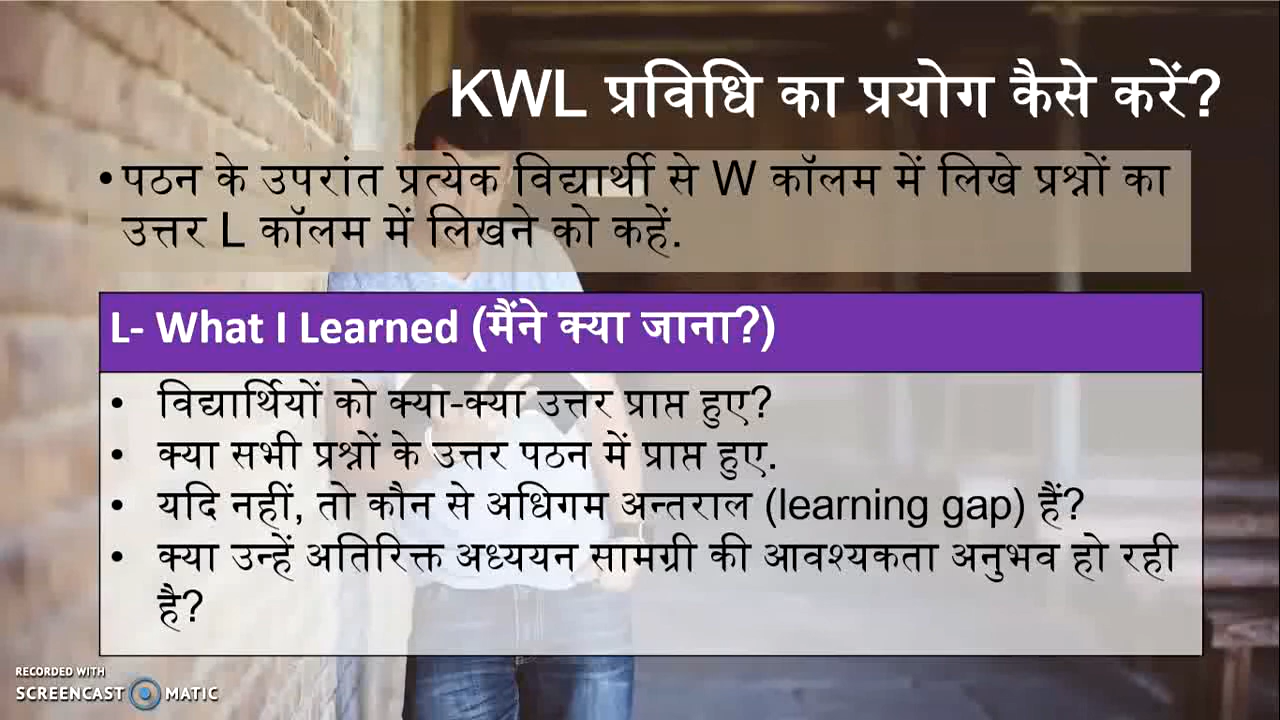 KWL प्रविधि का प्रयोग कैसे करें?
• पठन के उपरांत प्रत्येक विद्यार्थी से W कॉलम में लिखे प्रश्नों का
उत्तर L कॉलम में लिखने को कहें.
L- What I Learned (मैंने क्या जाना?)
• विद्यार्थियों को क्या-क्या उत्तर प्राप्त हुए?
• क्या सभी प्रश्नों के उत्तर पठन में प्राप्त हुए.
• यदि नहीं, तो कौन से अधिगम अन्तराल (learning gap) हैं?
• क्या उन्हें अतिरिक्त अध्ययन सामग्री की आवश्यकता अनुभव हो रही
है?
RECORDED WITH
SCREENCAST MATIC